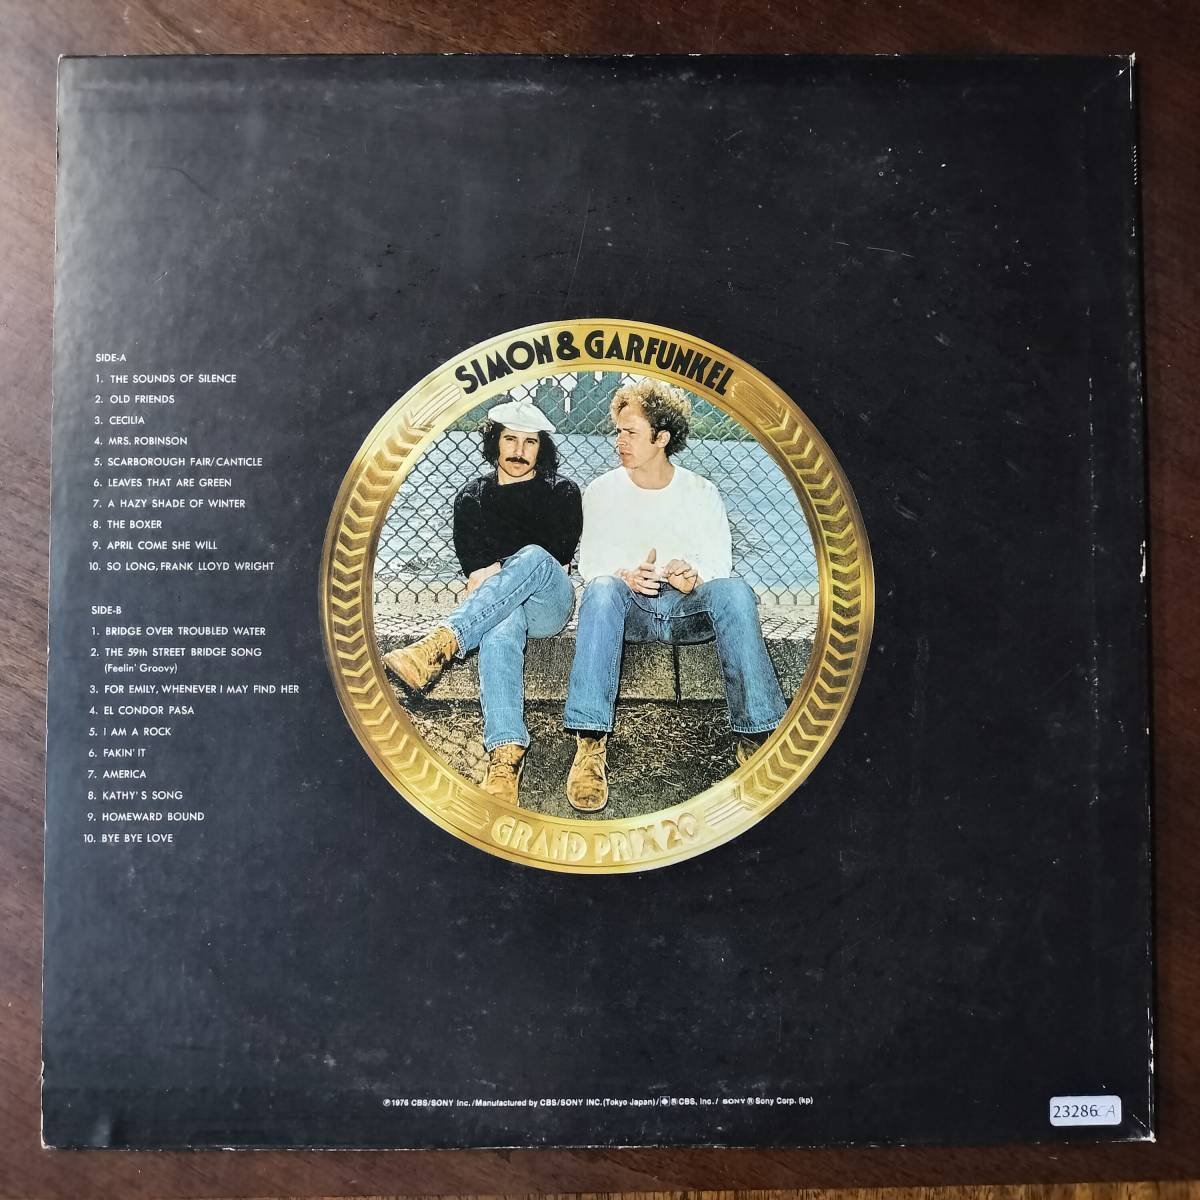 SIDE-A
1. THE SOUNDS OF SILENCE
2. OLD FRIENDS
3. CECILIA
4. MRS. ROBINSON
5. SCARBOROUGH FAIR/CANTICLE
6. LEAVES THAT ARE GREEN
7. A HAZY SHADE OF WINTER
8. THE BOXER
9. APRIL COME SHE WILL
10. SO LONG, FRANK LLOYD WRIGHT
SIDE-B
1. BRIDGE OVER TROUBLED WATER
2. THE 59th STREET BRIDGE SONG
(Feelin' Groovy)
3. FOR EMILY, WHENEVER I MAY FIND HER
4. EL CONDOR PASA
5. I AM A ROCK
6. FAKIN' IT
7. AMERICA
8. KATHY'S SONG
9. HOMEWARD BOUND
10. BYE BYE LOVE
SIMON & GARFUNKEL
GRAND PRIX 20
℗1976 CBS/SONY Inc./Manufactured by CBS/SONY INC.(Tokyo Japan)/®CBS, Inc./ SONY ® Sony Corp. (kp)
23286CA